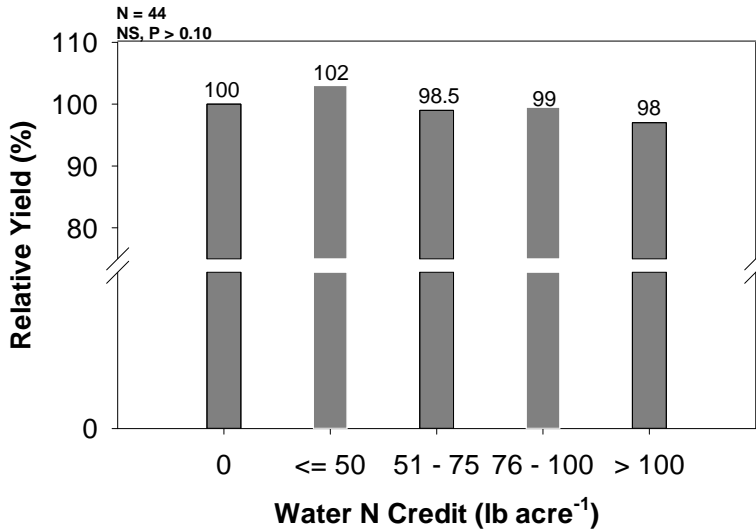 N = 44
NS, P > 0.10
110
100
90
80
0
Relative Yield (%)
100
102
98.5
99
98
0
<= 50
51 - 75
76 - 100
> 100
Water N Credit (lb acre⁻¹)